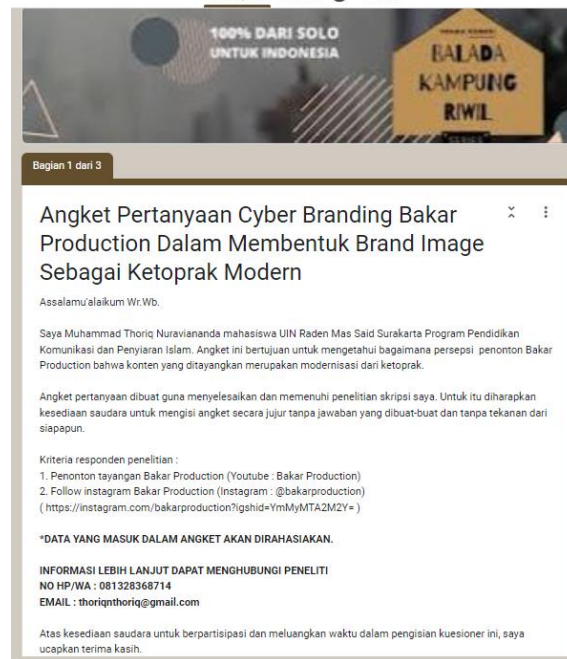 100% DARI SOLO
UNTUK INDONESIA
BALADA
KAMPUNG
RIWIL
Bagian 1 dari 3
Angket Pertanyaan Cyber Branding Bakar
Production Dalam Membentuk Brand Image
Sebagai Ketoprak Modern
Assalamu'alaikum Wr.Wb.
Saya Muhammad Thoriq Nuraviananda mahasiswa UIN Raden Mas Said Surakarta Program Pendidikan
Komunikasi dan Penyiaran Islam. Angket ini bertujuan untuk mengetahui bagaimana persepsi penonton Bakar
Production bahwa konten yang ditayangkan merupakan modernisasi dari ketoprak.
Angket pertanyaan dibuat guna menyelesaikan dan memenuhi penelitian skripsi saya. Untuk itu diharapkan
kesediaan saudara untuk mengisi angket secara jujur tanpa jawaban yang dibuat-buat dan tanpa tekanan dari
siapapun.
Kriteria responden penelitian :
1. Penonton tayangan Bakar Production (Youtube : Bakar Production)
2. Follow instagram Bakar Production (Instagram : @bakarproduction)
( https://instagram.com/bakarproduction?igshid=YmMyMTA2M2Y= )
*DATA YANG MASUK DALAM ANGKET AKAN DIRAHASIAKAN.
INFORMASI LEBIH LANJUT DAPAT MENGHUBUNGI PENELITI
NO HP/WA : 081328368714
EMAIL : thoriqnthoriq@gmail.com
Atas kesediaan saudara untuk berpartisipasi dan meluangkan waktu dalam pengisian kuesioner ini, saya
ucapkan terima kasih.